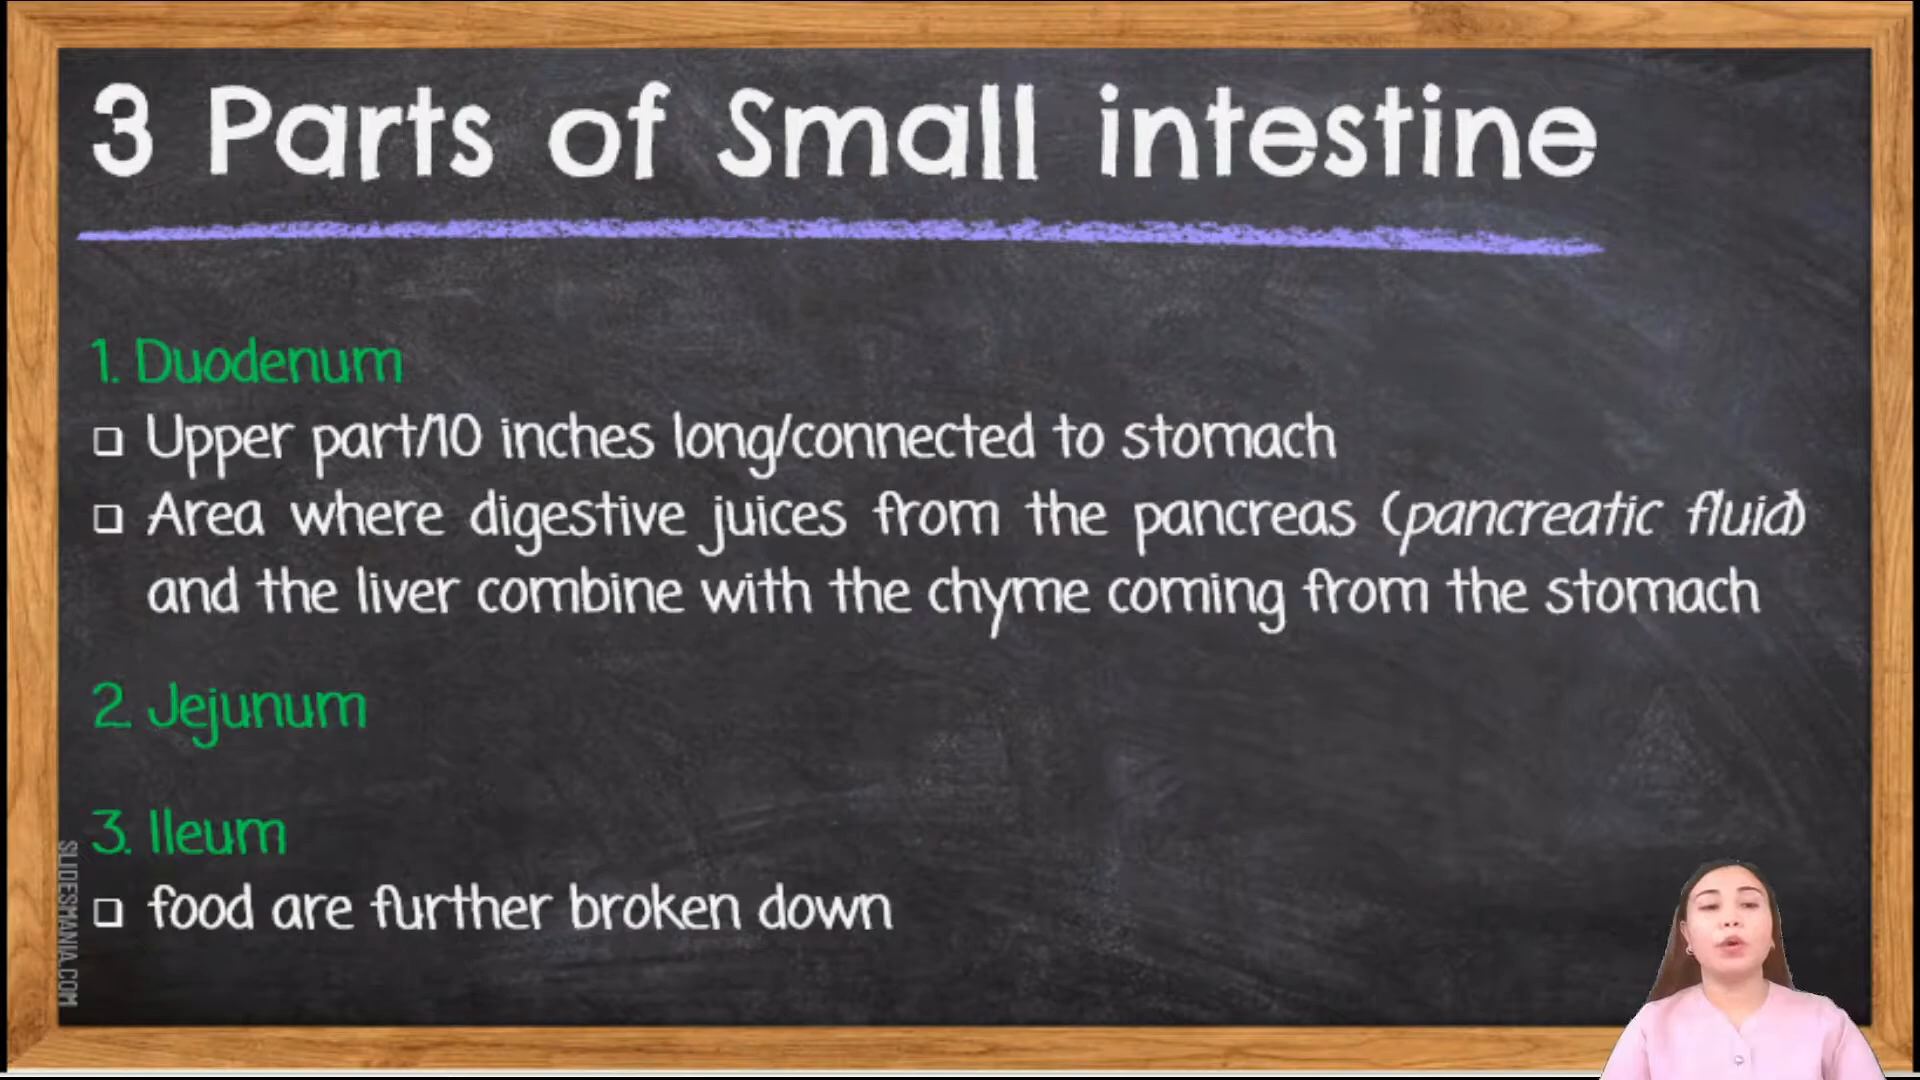 3 Parts of Small intestine
1. Duodenum
❑ Upper part/10 inches long/connected to stomach
❑ Area where digestive juices from the pancreas (pancreatic fluid)
and the liver combine with the chyme coming from the stomach
2. Jejunum
3. Ileum
❑ food are further broken down
SLIDESMANIA.COM